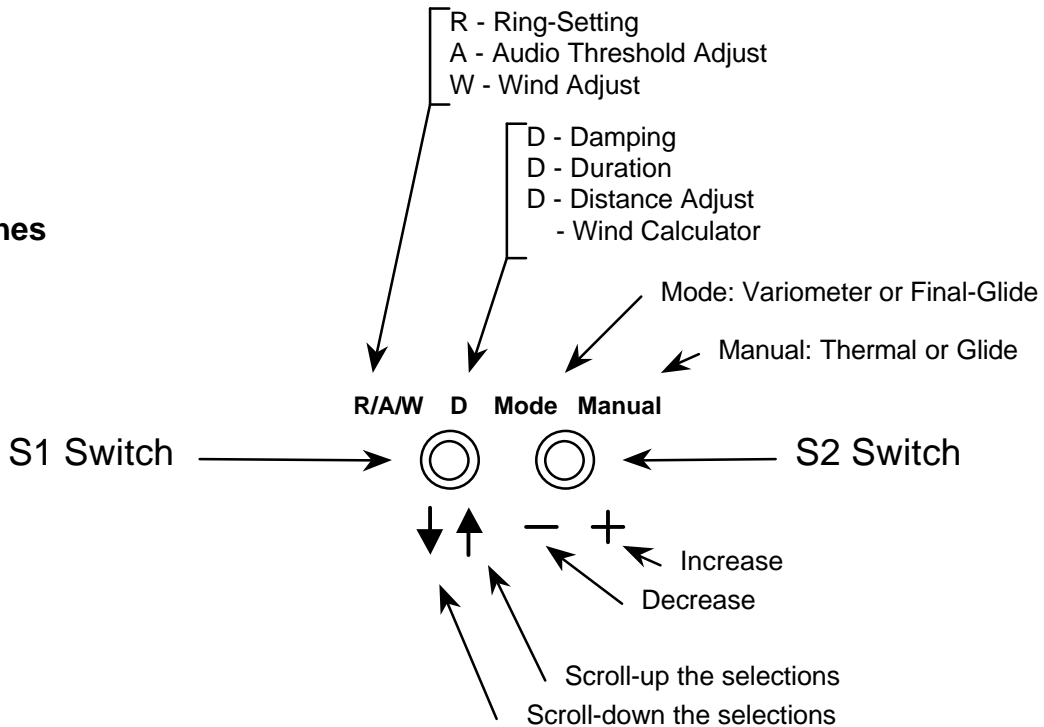 R - Ring-Setting
A - Audio Threshold Adjust
W - Wind Adjust
D - Damping
D - Duration
D - Distance Adjust
- Wind Calculator
nes
Mode: Variometer or Final-Glide
Manual: Thermal or Glide
R/A/W D Mode Manual
S1 Switch
S2 Switch
Increase
Decrease
Scroll-up the selections
Scroll-down the selections